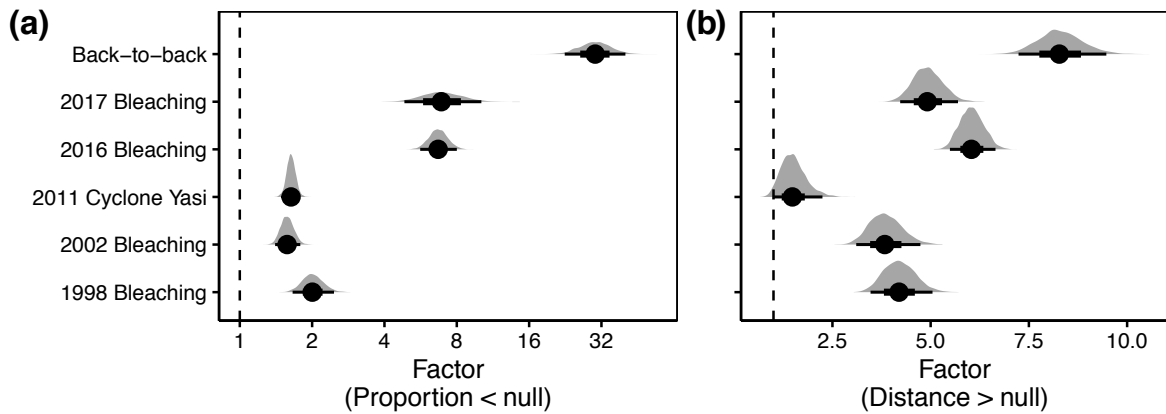 (a)
(b)
Back−to−back
2017 Bleaching
2016 Bleaching
2011 Cyclone Yasi
2002 Bleaching
1998 Bleaching
1 2 4 8 16 32
2.5 5.0 7.5 10.0
Factor
(Proportion < null)
Factor
(Distance > null)